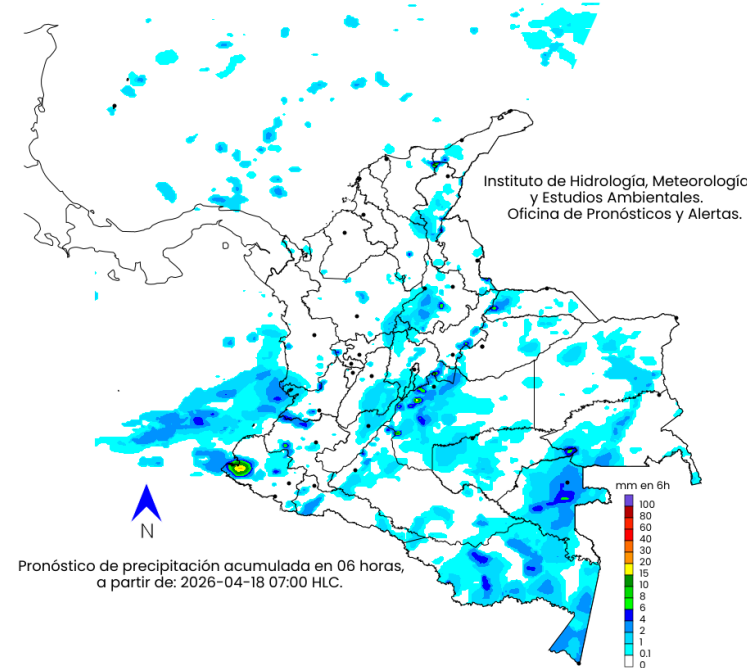 Instituto de Hidrología, Meteorología
y Estudios Ambientales.
Oficina de Pronósticos y Alertas.
mm en 6h
100
80
60
40
30
20
15
10
8
6
4
2
1
0.1
0
N
Pronóstico de precipitación acumulada en 06 horas,
a partir de: 2026-04-18 07:00 HLC.